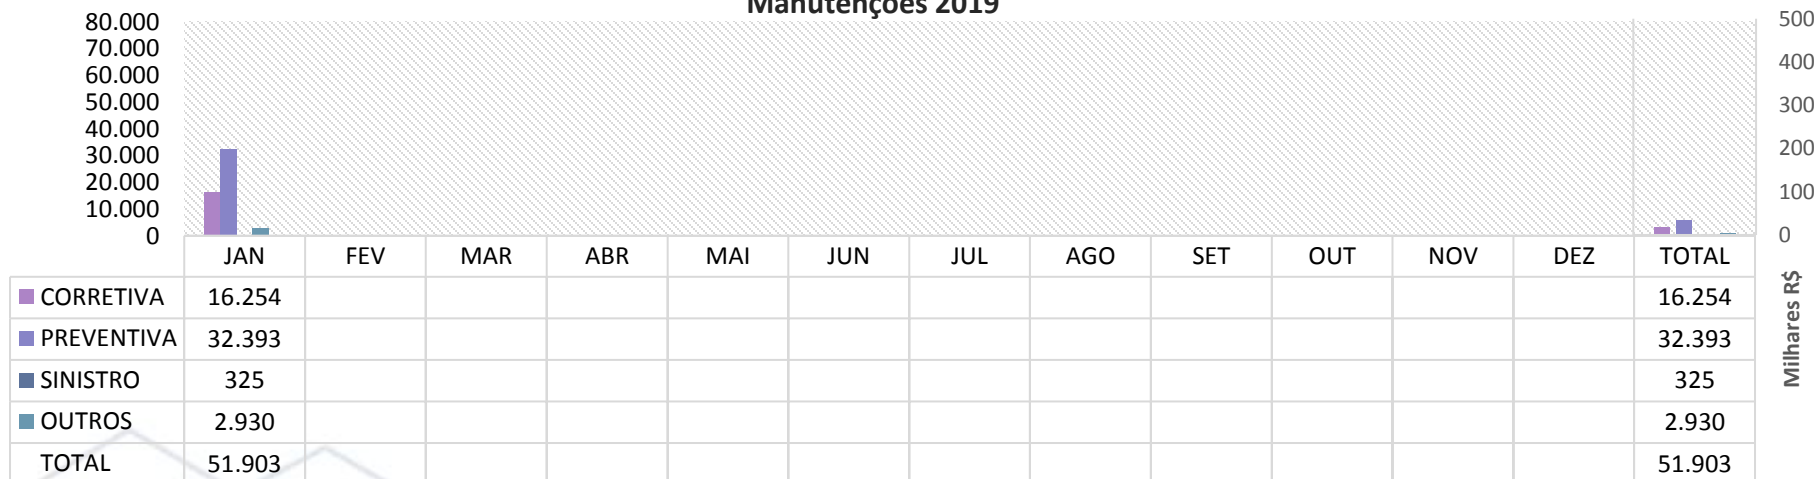 Manutenções 2019
80.000
70.000
60.000
50.000
40.000
30.000
20.000
10.000
0
500
400
300
200
100
0
Milhares R$
JAN FEV MAR ABR MAI JUN JUL AGO SET OUT NOV DEZ TOTAL
CORRETIVA 16.254 16.254
PREVENTIVA 32.393 32.393
SINISTRO 325 325
OUTROS 2.930 2.930
TOTAL 51.903 51.903